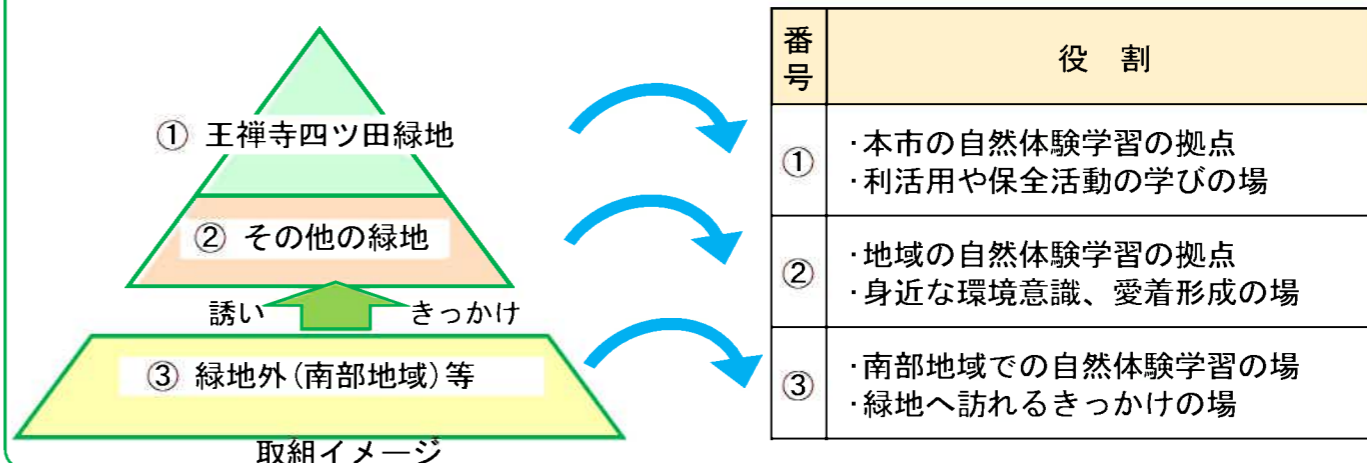 ① 王禅寺四ツ田緑地
② その他の緑地
誘い きっかけ
③ 緑地外(南部地域)等
取組イメージ
番号 役 割
① ･本市の自然体験学習の拠点
･利活用や保全活動の学びの場
② ･地域の自然体験学習の拠点
･身近な環境意識、愛着形成の場
③ ･南部地域での自然体験学習の場
･緑地へ訪れるきっかけの場